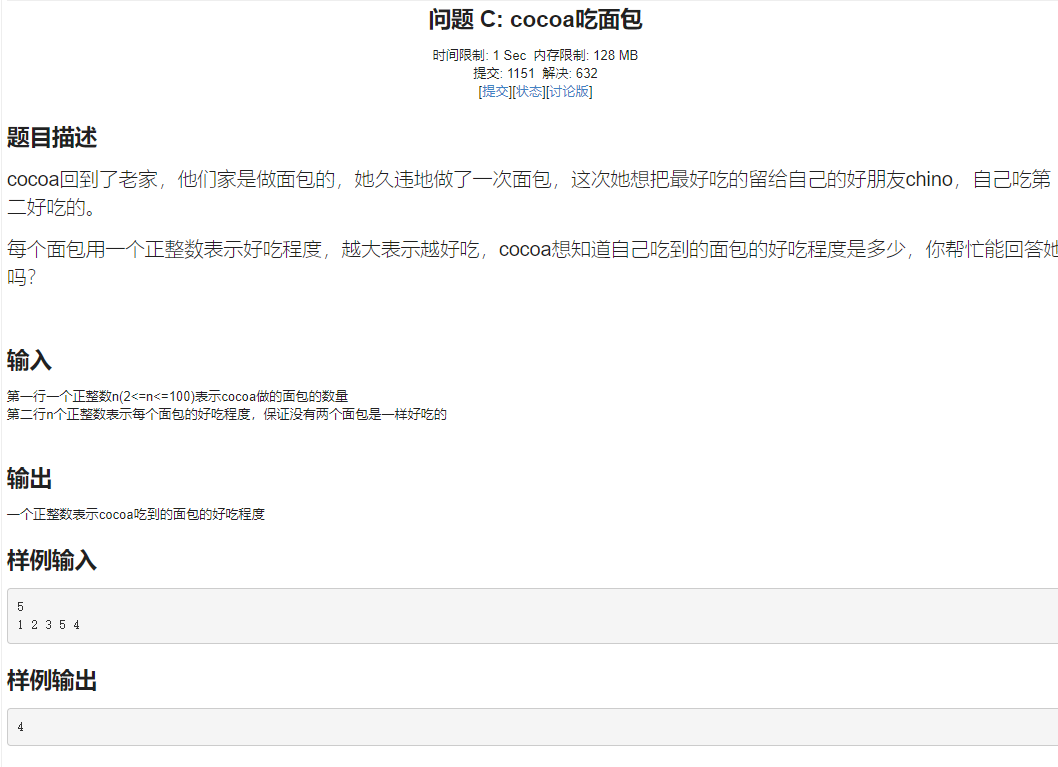 问题 C: cocoa吃面包
时间限制: 1 Sec 内存限制: 128 MB
提交: 1151 解决: 632
[提交][状态][讨论版]
题目描述
cocoa回到了老家，他们家是做面包的，她久违地做了一次面包，这次她想把最好吃的留给自己的好朋友chino，自己吃第
二好吃的。
每个面包用一个正整数表示好吃程度，越大表示越好吃，cocoa想知道自己吃到的面包的好吃程度是多少，你帮忙能回答她
吗？
输入
第一行一个正整数n(2<=n<=100)表示cocoa做的面包的数量
第二行n个正整数表示每个面包的好吃程度，保证没有两个面包是一样好吃的
输出
一个正整数表示cocoa吃到的面包的好吃程度
样例输入
5
1 2 3 5 4
样例输出
4